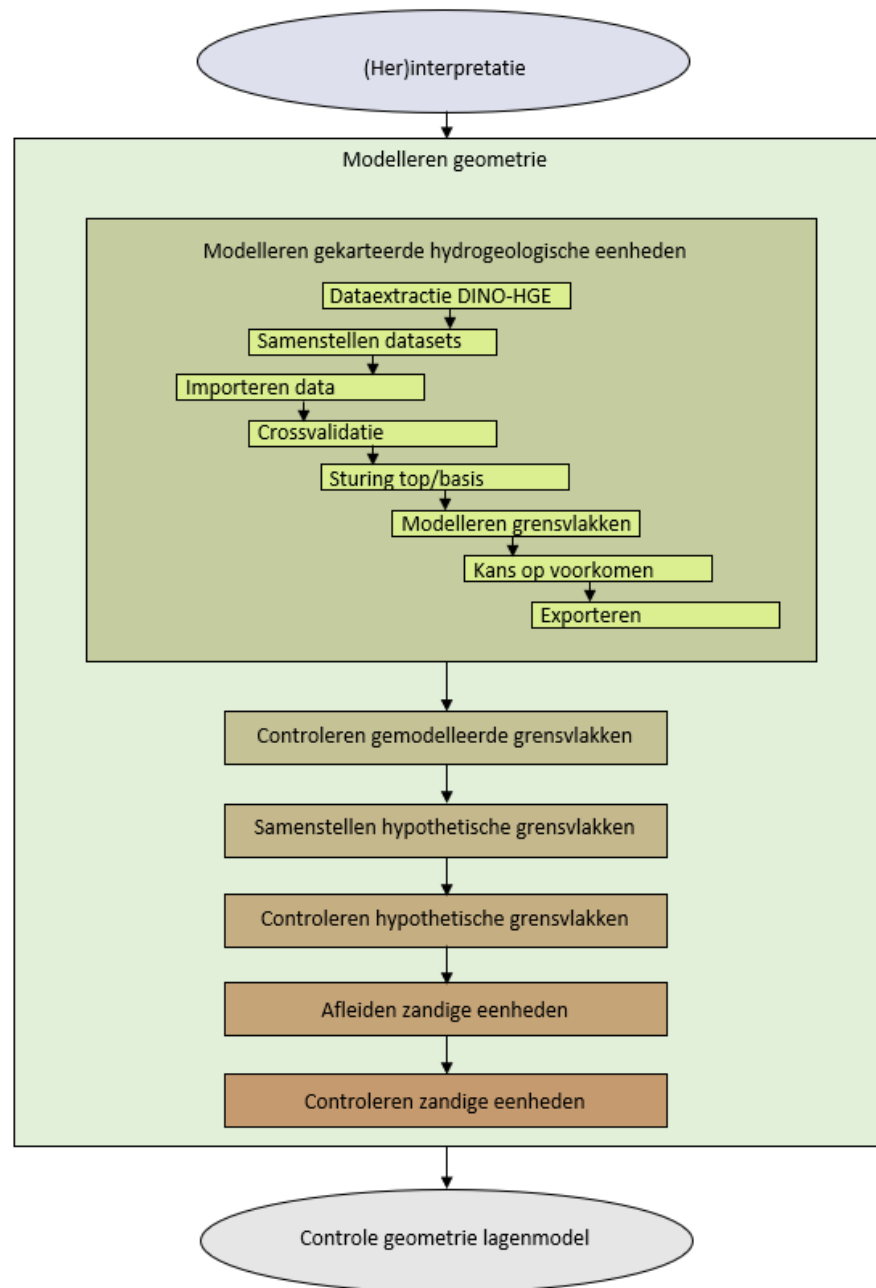 (Her)interpretatie
Modelleren geometrie
Modelleren gekarteerde hydrogeologische eenheden
Dataextractie DINO-HGE
Samenstellen datasets
Importeren data
Crossvalidatie
Sturing top/basis
Modelleren grensvlakken
Kans op voorkomen
Exporteren
Controleren gemodelleerde grensvlakken
Samenstellen hypothetische grensvlakken
Controleren hypothetische grensvlakken
Afleiden zandige eenheden
Controleren zandige eenheden
Controle geometrie lagenmodel